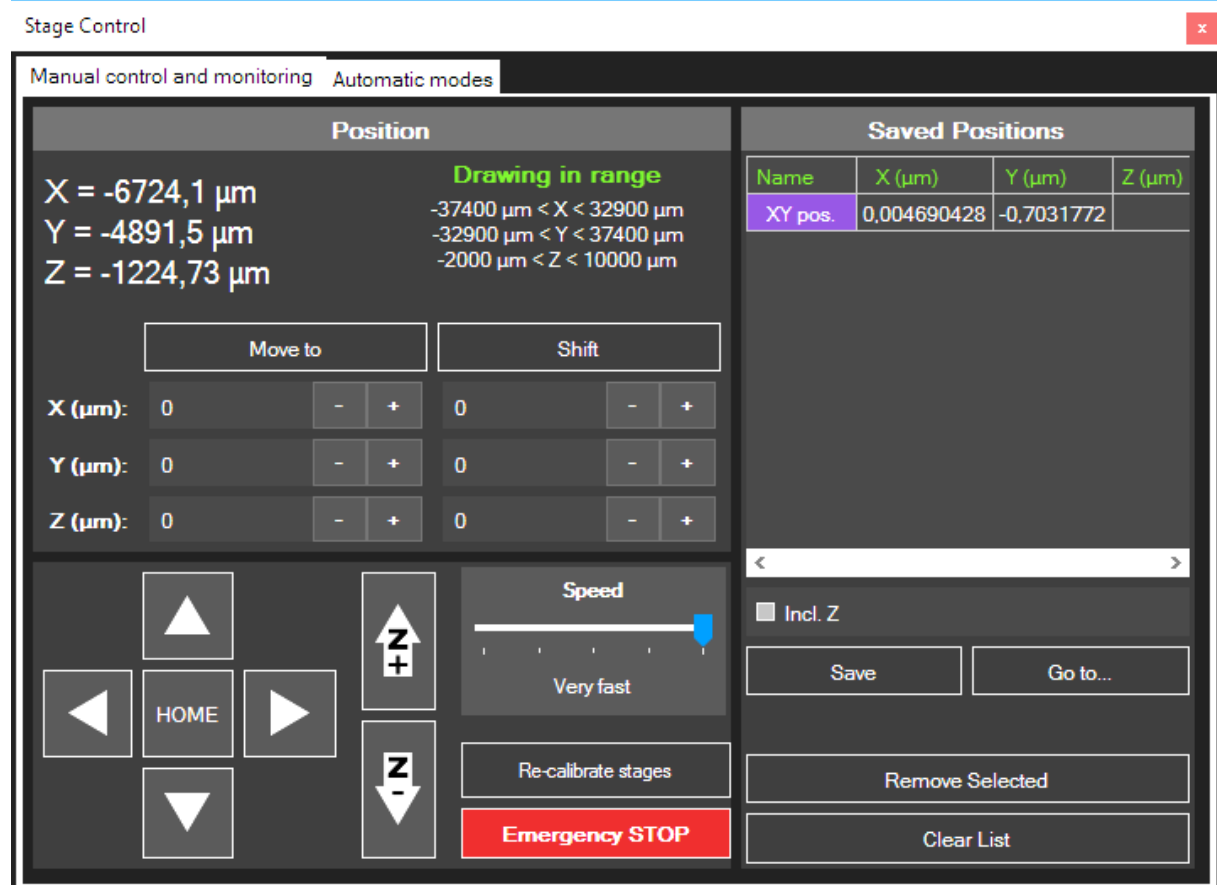 Stage Control
x
Manual control and monitoring
Automatic modes
Position
X = -6724,1 µm
Y = -4891,5 µm
Z = -1224,73 µm
Drawing in range
-37400 µm < X < 32900 µm
-32900 µm < Y < 37400 µm
-2000 µm < Z < 10000 µm
Move to
Shift
X (µm): 0 - + 0 - +
Y (µm): 0 - + 0 - +
Z (µm): 0 - + 0 - +
HOME
Z +
Z -
Speed
Very fast
Re-calibrate stages
Emergency STOP
Saved Positions
Name X (µm) Y (µm) Z (µm)
XY pos. 0,004690428 -0,7031772
< >
Incl. Z
Save
Go to...
Remove Selected
Clear List